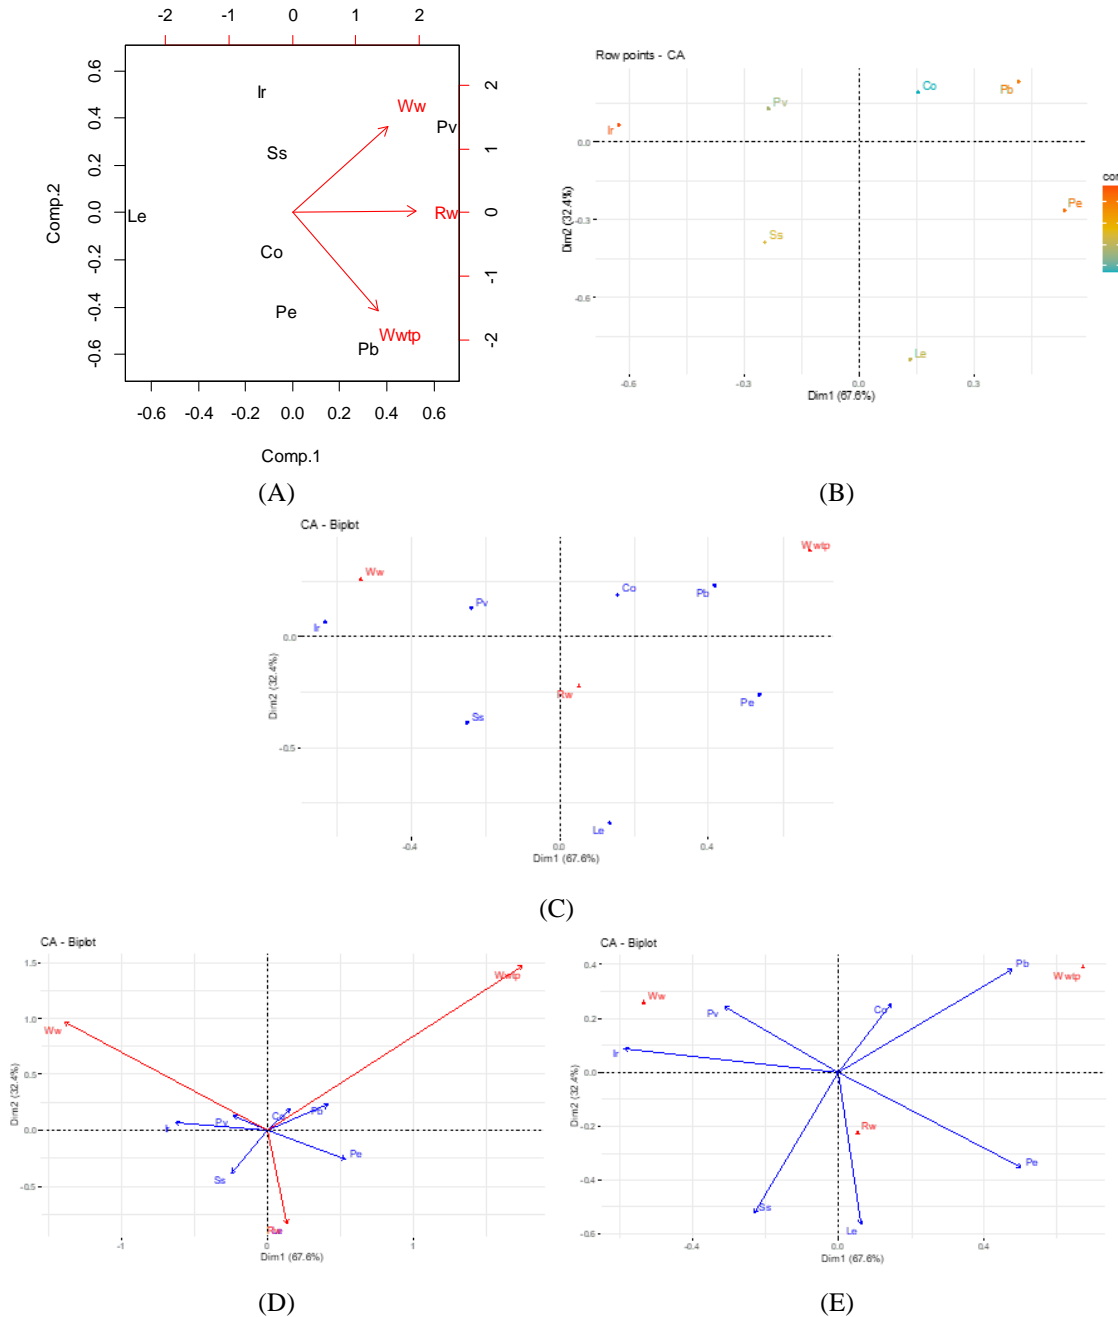 -2 -1 0 1 2
0.6
0.4
0.2
0.0
-0.2
-0.4
-0.6
2
1
0
-1
-2
Comp.2
Ir
Ww
Pv
Ss
Le
Rw
Co
Pe
Wwtp
Pb
-0.6 -0.4 -0.2 0.0 0.2 0.4 0.6
Comp.1
(A)
Row points - CA
Co
Pb
Pv
Ir
Pe
Ss
Le
con
0.0
-0.3
-0.6
Dim2 (32.4%)
-0.6 -0.3 0.0 0.3
Dim1 (67.6%)
(B)
CA - Biplot
Wwtp
Ww
Co
Pb
Pv
Ir
Rw
Pe
Ss
Le
0.0
-0.5
Dim2 (32.4%)
-0.4 0.0 0.4
Dim1 (67.6%)
(C)
CA - Biplot
1.5
1.0
0.5
0.0
-0.5
Dim2 (32.4%)
Wwtp
Ww
Co
Pb
Pv
Ir
Pe
Ss
-1 0 1
Dim1 (67.6%)
(D)
CA - Biplot
0.4
0.2
0.0
-0.2
-0.4
-0.6
Dim2 (32.4%)
Pb
Wwtp
Ww
Co
Pv
Ir
Rw
Pe
Ss
Le
-0.4 0.0 0.4
Dim1 (67.6%)
(E)